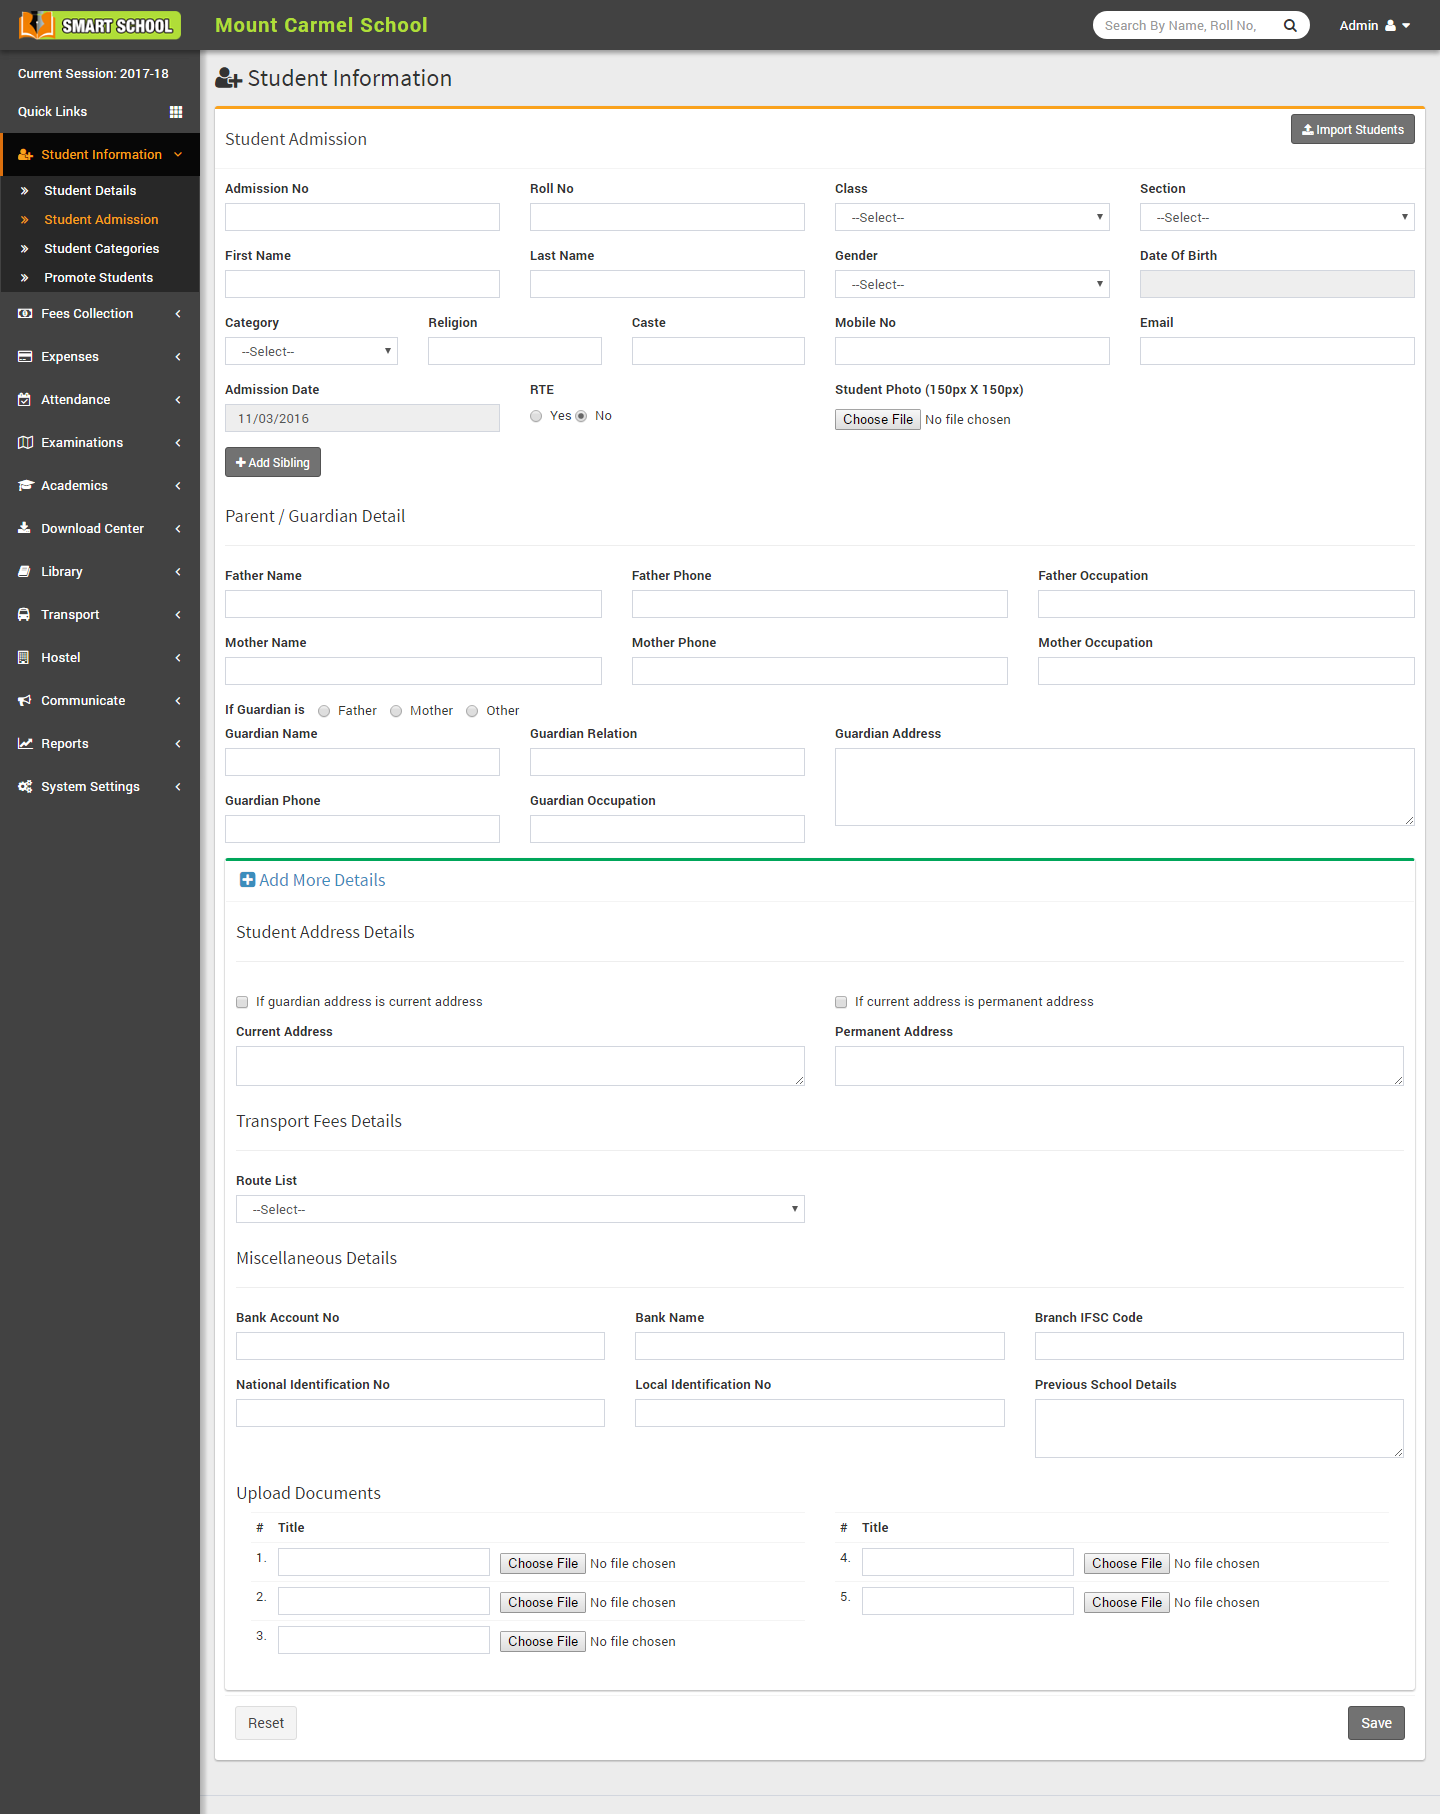 SMART SCHOOL
Mount Carmel School
Search By Name, Roll No,
Admin
Current Session: 2017-18
Quick Links
Student Information
Student Details
Student Admission
Student Categories
Promote Students
Fees Collection
Expenses
Attendance
Examinations
Academics
Download Center
Library
Transport
Hostel
Communicate
Reports
System Settings
Student Information
Student Admission
Import Students
Admission No Roll No Class Section
--Select-- --Select--
First Name Last Name Gender Date Of Birth
--Select--
Category Religion Caste Mobile No Email
--Select--
Admission Date RTE Student Photo (150px X 150px)
11/03/2016 Yes No Choose File No file chosen
+ Add Sibling
Parent / Guardian Detail
Father Name Father Phone Father Occupation
Mother Name Mother Phone Mother Occupation
If Guardian is Father Mother Other
Guardian Name Guardian Relation Guardian Address
Guardian Phone Guardian Occupation
Add More Details
Student Address Details
If guardian address is current address If current address is permanent address
Current Address Permanent Address
Transport Fees Details
Route List
--Select--
Miscellaneous Details
Bank Account No Bank Name Branch IFSC Code
National Identification No Local Identification No Previous School Details
Upload Documents
# Title # Title
1. Choose File No file chosen 4. Choose File No file chosen
2. Choose File No file chosen 5. Choose File No file chosen
3. Choose File No file chosen
Reset Save